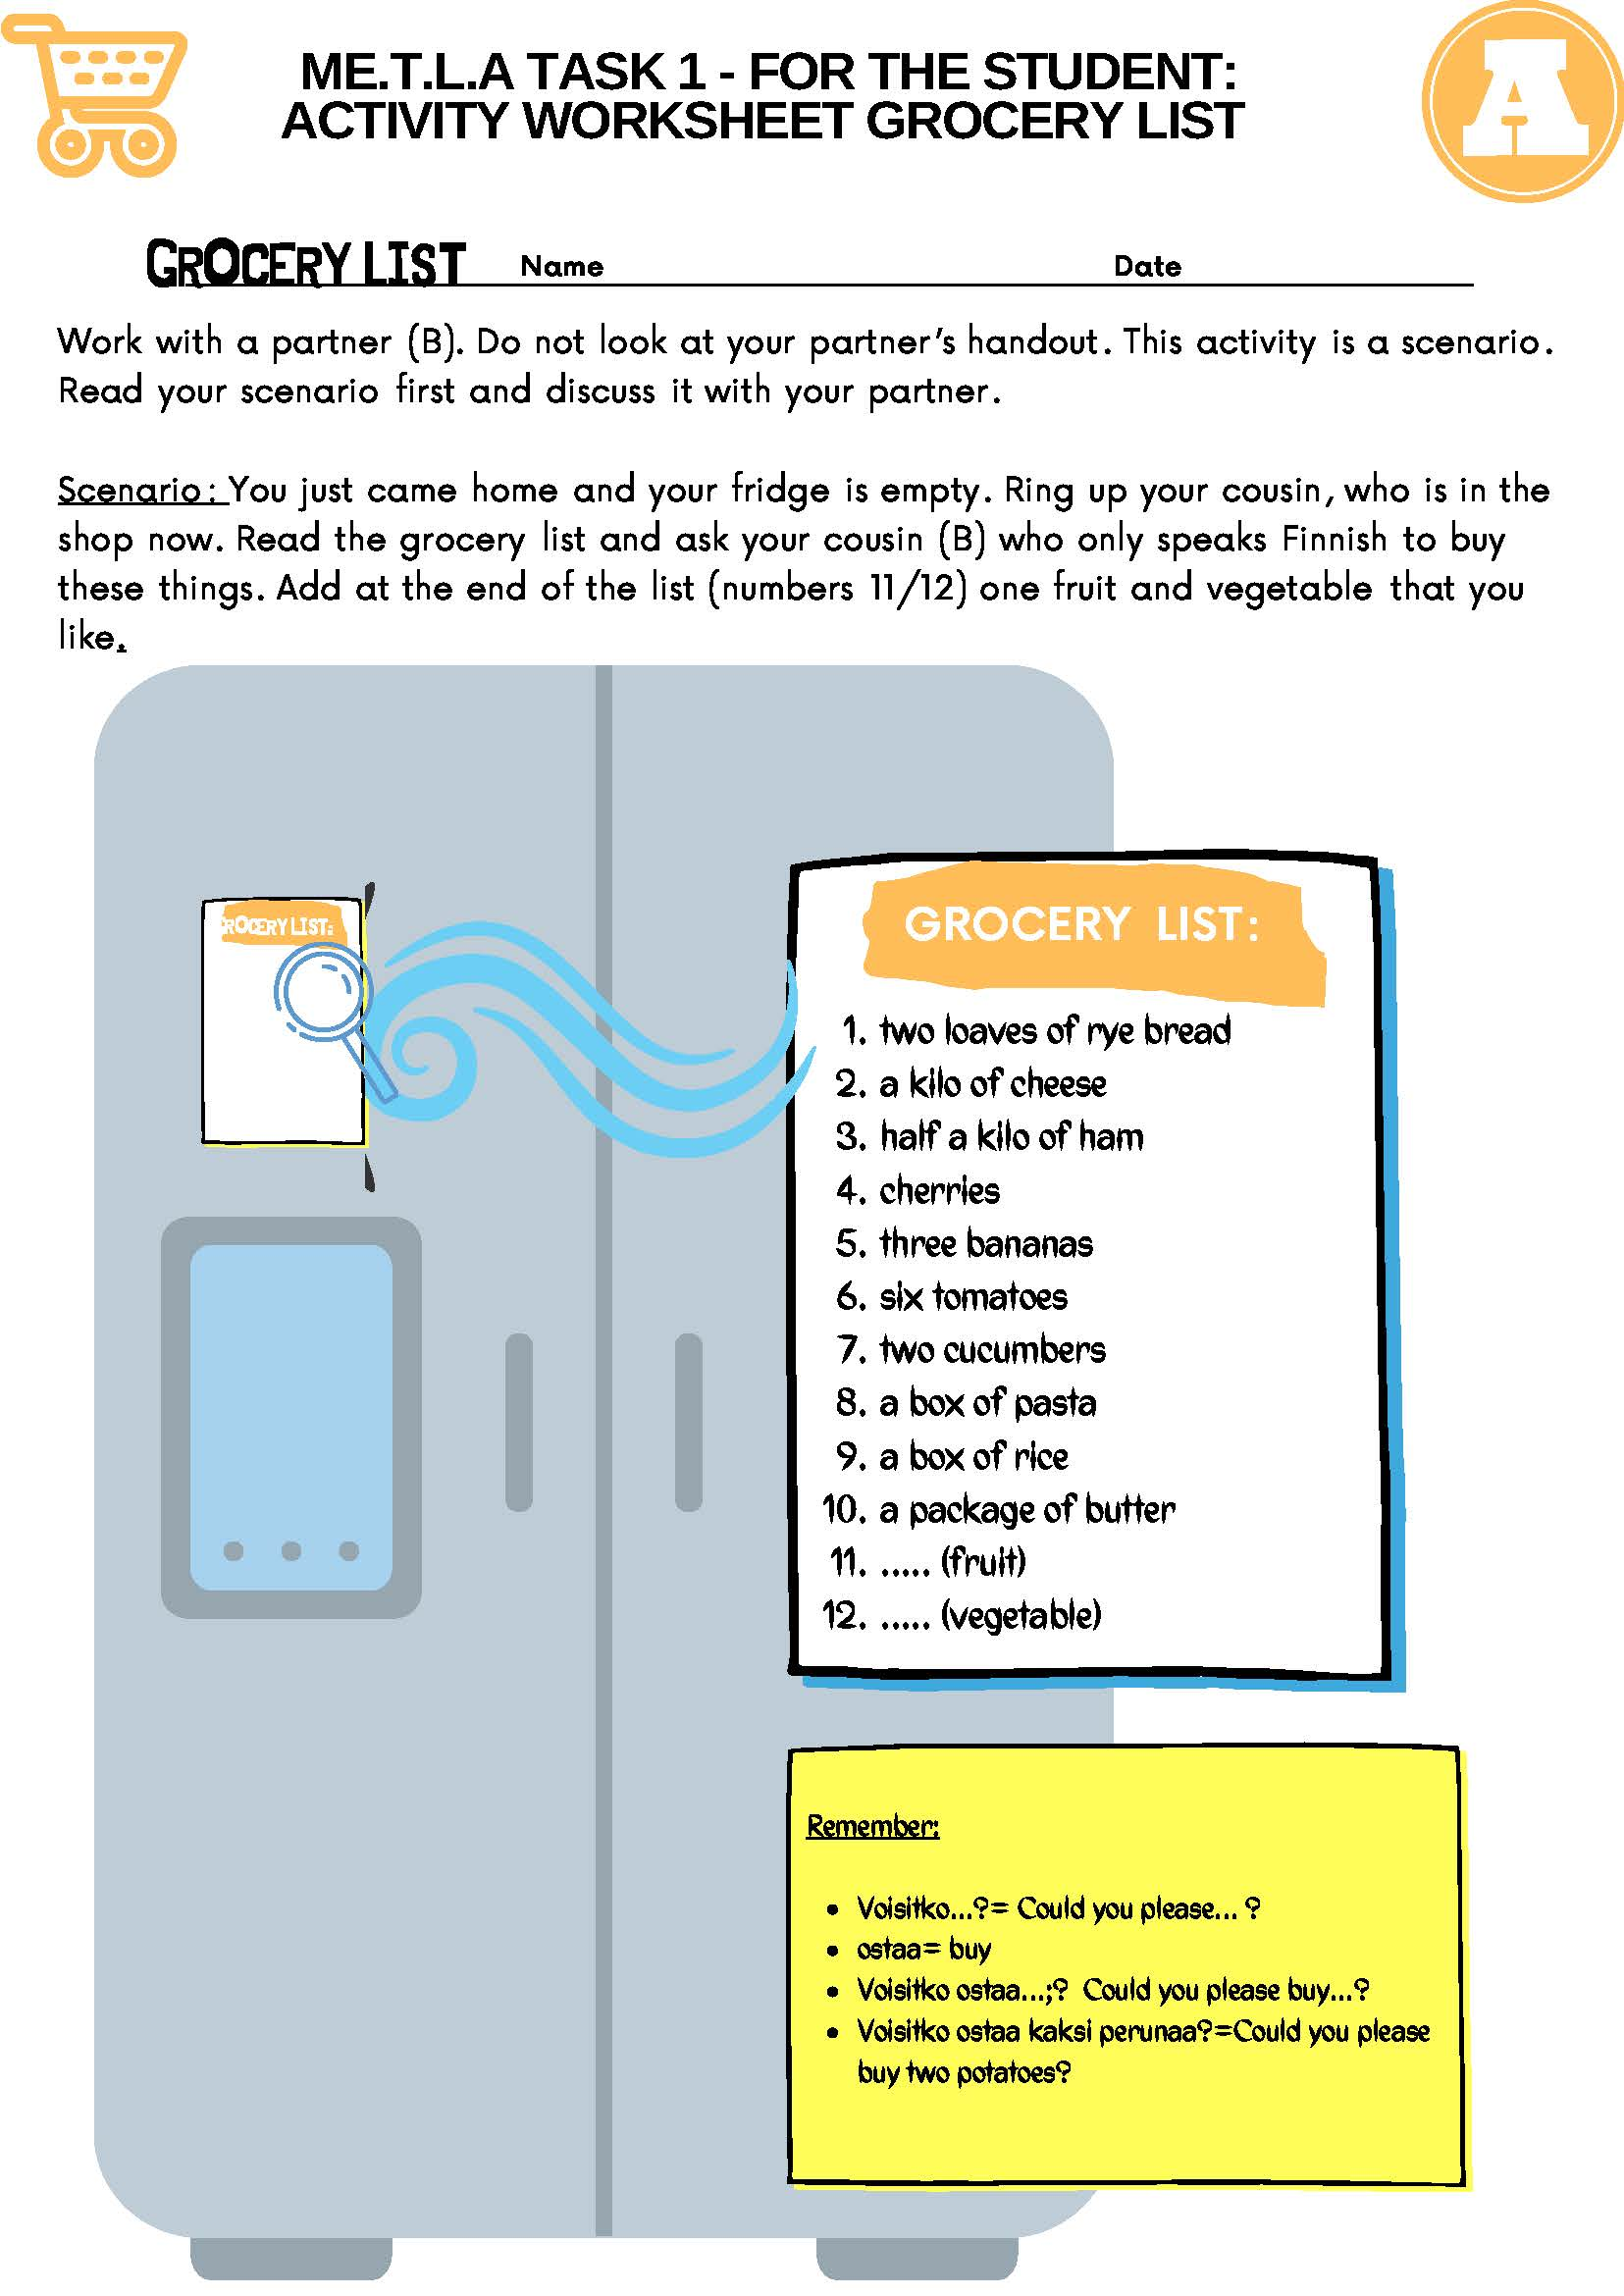 ME.T.L.A TASK 1 - FOR THE STUDENT:
ACTIVITY WORKSHEET GROCERY LIST
A
GROCERY LIST Name Date
Work with a partner (B). Do not look at your partner's handout. This activity is a scenario.
Read your scenario first and discuss it with your partner.
Scenario: You just came home and your fridge is empty. Ring up your cousin, who is in the
shop now. Read the grocery list and ask your cousin (B) who only speaks Finnish to buy
these things. Add at the end of the list (numbers 11/12) one fruit and vegetable that you
like.
GROCERY LIST:
GROCERY LIST:
1. two loaves of rye bread
2. a kilo of cheese
3. half a kilo of ham
4. cherries
5. three bananas
6. six tomatoes
7. two cucumbers
8. a box of pasta
9. a box of rice
10. a package of butter
11. ..... (fruit)
12. ..... (vegetable)
Remember:
• Voisitko...?= Could you please... ?
• ostaa= buy
• Voisitko ostaa...;? Could you please buy...?
• Voisitko ostaa kaksi perunaa?=Could you please
buy two potatoes?